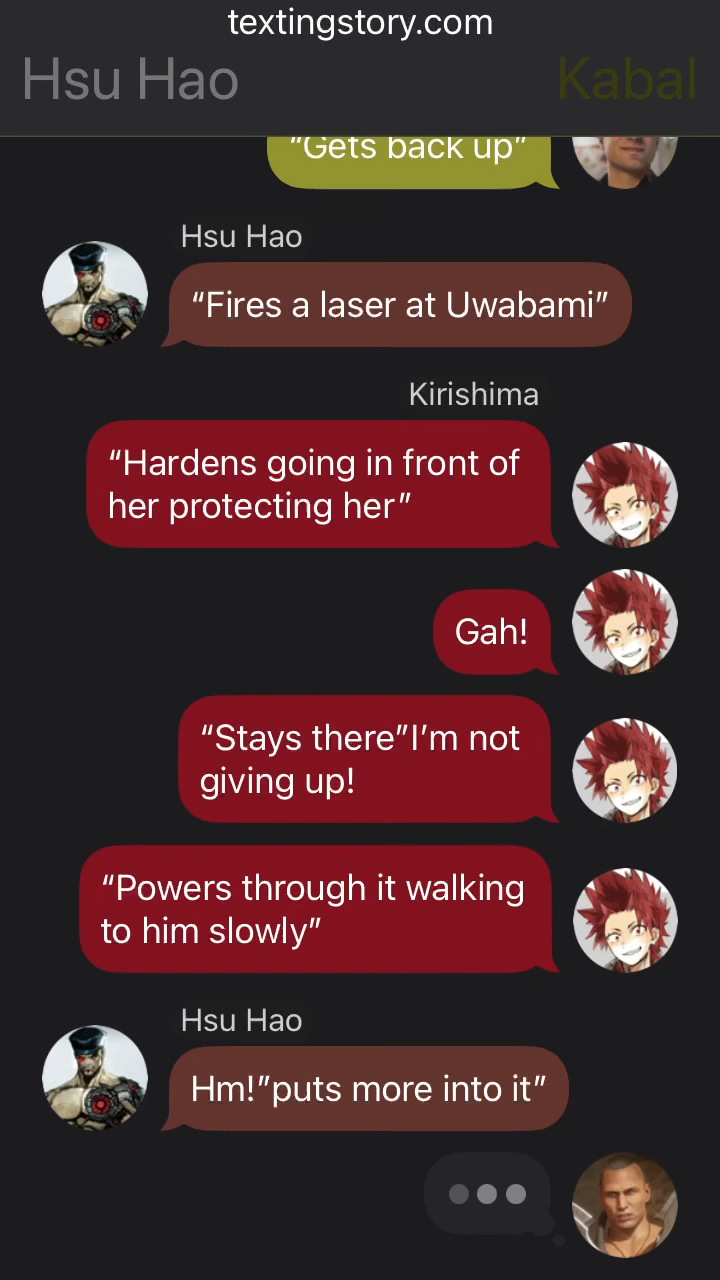 textingstory.com
Hsu Hao
Kabal
“Gets back up”
Hsu Hao
“Fires a laser at Uwabami”
Kirishima
“Hardens going in front of
her protecting her”
Gah!
“Stays there”I’m not
giving up!
“Powers through it walking
to him slowly”
Hsu Hao
Hm!”puts more into it”